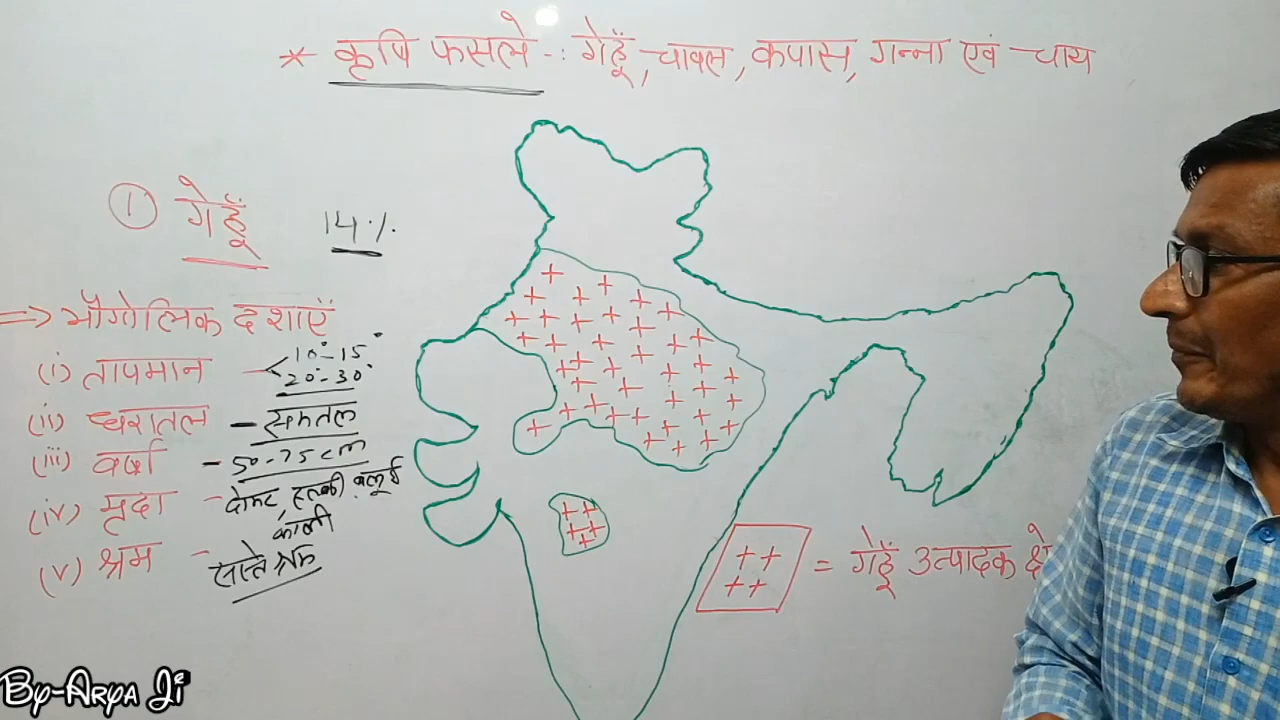 * कृषि फसले -: गेहूँ, चावल, कपास, गन्ना एवं चाय
① गेहूँ 14%
=> भौगोलिक दशाएँ
(i) तापमान - 10°-15°
20°-30°
(ii) धरातल - समतल
(iii) वर्षा - 50-75 cm
(iv) मृदा - दोमट, हल्की बलूई
काली
(v) श्रम - सस्ते श्रम
++
++ = गेहूँ उत्पादक
By-Arya Ji